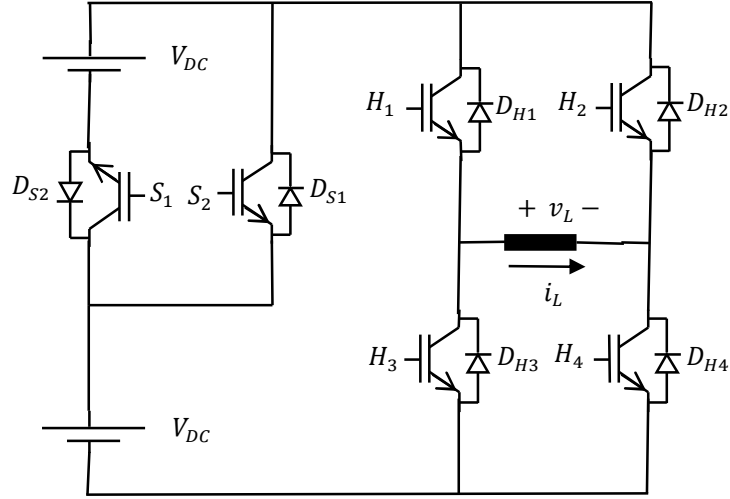 V_DC
H_1
D_H1
H_2
D_H2
D_S2
S_1
S_2
D_S1
+ v_L −
i_L
H_3
D_H3
H_4
D_H4
V_DC